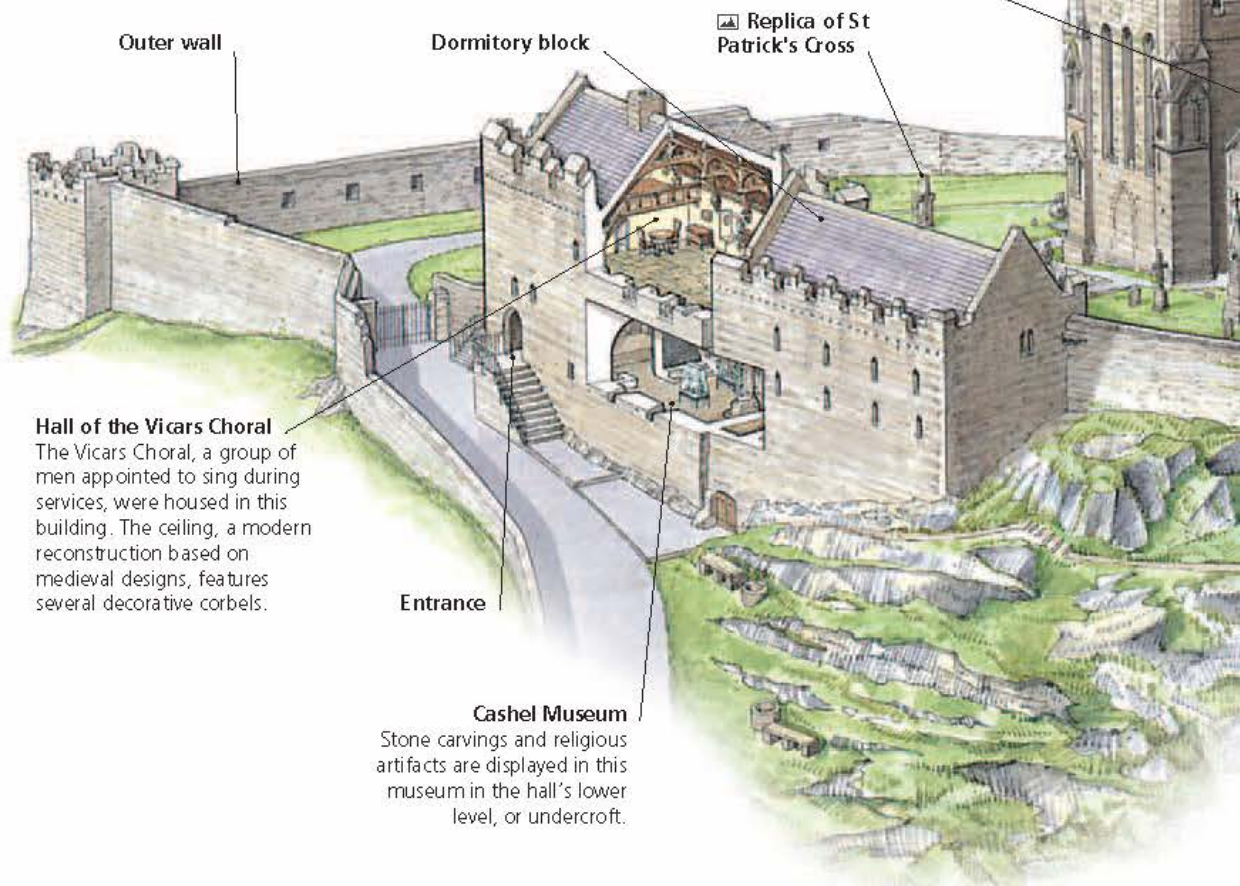 Outer wall
Dormitory block
Replica of St
Patrick's Cross
Hall of the Vicars Choral
The Vicars Choral, a group of
men appointed to sing during
services, were housed in this
building. The ceiling, a modern
reconstruction based on
medieval designs, features
several decorative corbels.
Entrance
Cashel Museum
Stone carvings and religious
artifacts are displayed in this
museum in the hall's lower
level, or undercroft.